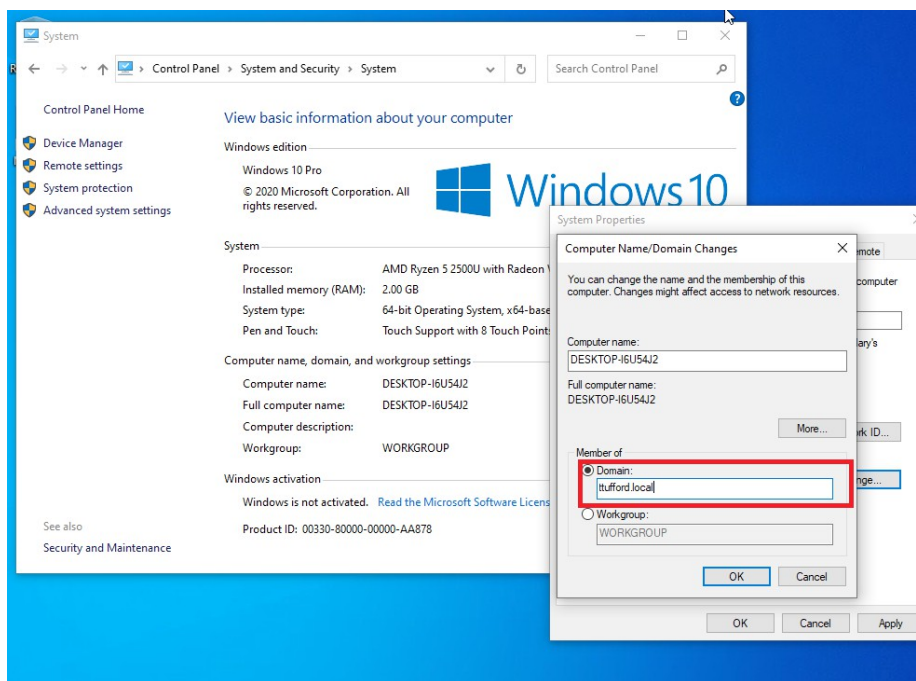 System
Control Panel > System and Security > System
Search Control Panel
Control Panel Home
Device Manager
Remote settings
System protection
Advanced system settings
See also
Security and Maintenance
View basic information about your computer
Windows edition
Windows 10 Pro
© 2020 Microsoft Corporation. All
rights reserved.
Windows 10
System
Processor: AMD Ryzen 5 2500U with Radeon
Installed memory (RAM): 2.00 GB
System type: 64-bit Operating System, x64-base
Pen and Touch: Touch Support with 8 Touch Point
Computer name, domain, and workgroup settings
Computer name: DESKTOP-I6U54J2
Full computer name: DESKTOP-I6U54J2
Computer description:
Workgroup: WORKGROUP
Windows activation
Windows is not activated. Read the Microsoft Software Licens
Product ID: 00330-80000-00000-AA878
System Properties
emote
computer
ary's
rk ID...
nge...
Computer Name/Domain Changes
You can change the name and the membership of this
computer. Changes might affect access to network resources.
Computer name:
DESKTOP-I6U54J2
Full computer name:
DESKTOP-I6U54J2
More...
Member of
Domain:
ttufford.local
Workgroup:
WORKGROUP
OK Cancel
OK Cancel Apply